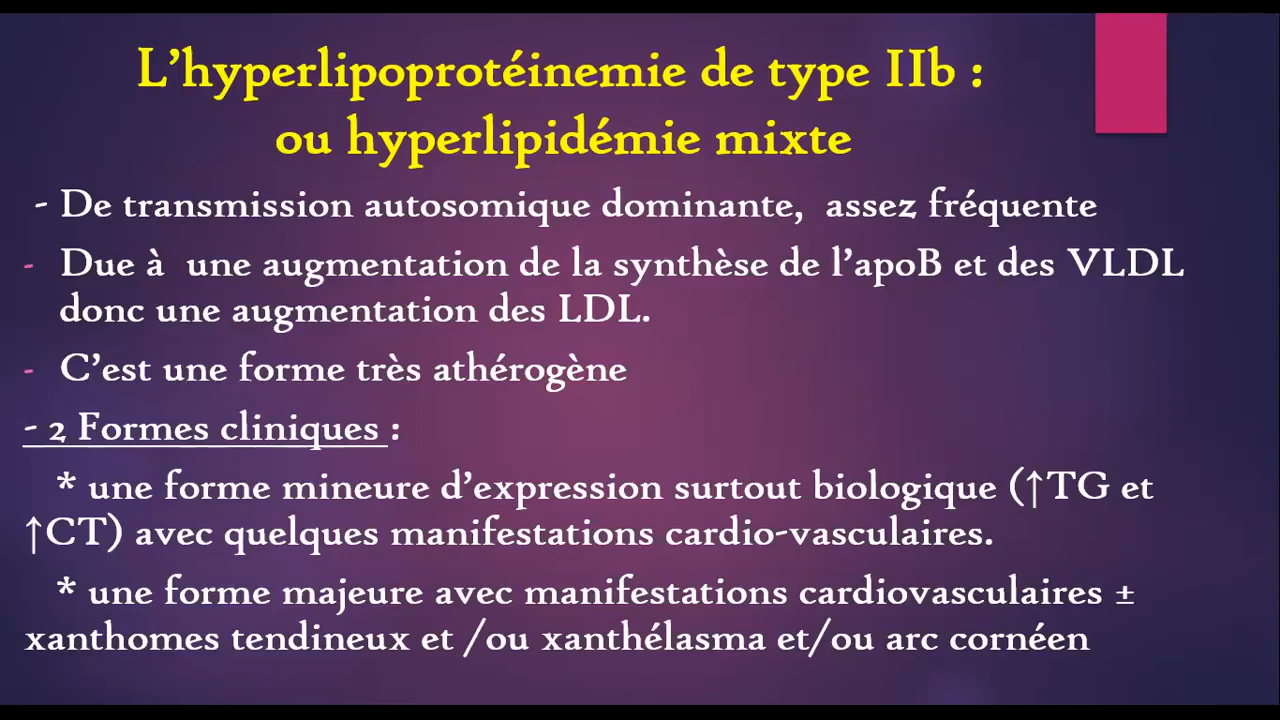 L’hyperlipoprotéinemie de type IIb :
ou hyperlipidémie mixte
- De transmission autosomique dominante, assez fréquente
- Due à une augmentation de la synthèse de l’apoB et des VLDL
donc une augmentation des LDL.
- C’est une forme très athérogène
- 2 Formes cliniques :
* une forme mineure d’expression surtout biologique (↑TG et
↑CT) avec quelques manifestations cardio-vasculaires.
* une forme majeure avec manifestations cardiovasculaires ±
xanthomes tendineux et /ou xanthélasma et/ou arc cornéen